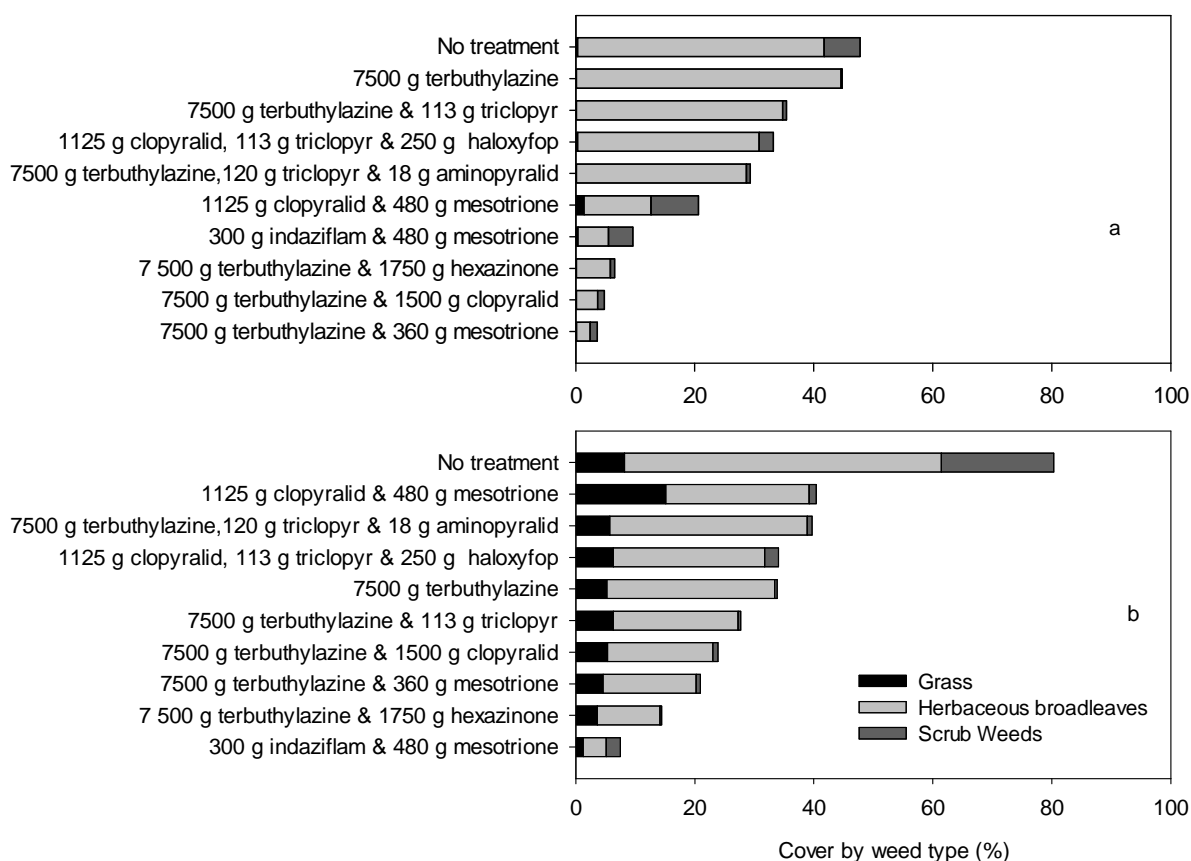 No treatment
7500 g terbuthylazine
7500 g terbuthylazine & 113 g triclopyr
1125 g clopyralid, 113 g triclopyr & 250 g  haloxyfop
7500 g terbuthylazine,120 g triclopyr & 18 g aminopyralid
1125 g clopyralid & 480 g mesotrione
300 g indaziflam & 480 g mesotrione
7 500 g terbuthylazine & 1750 g hexazinone
7500 g terbuthylazine & 1500 g clopyralid
7500 g terbuthylazine & 360 g mesotrione
a
0 20 40 60 80 100
No treatment
1125 g clopyralid & 480 g mesotrione
7500 g terbuthylazine,120 g triclopyr & 18 g aminopyralid
1125 g clopyralid, 113 g triclopyr & 250 g  haloxyfop
7500 g terbuthylazine
7500 g terbuthylazine & 113 g triclopyr
7500 g terbuthylazine & 1500 g clopyralid
7500 g terbuthylazine & 360 g mesotrione
7 500 g terbuthylazine & 1750 g hexazinone
300 g indaziflam & 480 g mesotrione
b
Grass
Herbaceous broadleaves
Scrub Weeds
0 20 40 60 80 100
Cover by weed type (%)